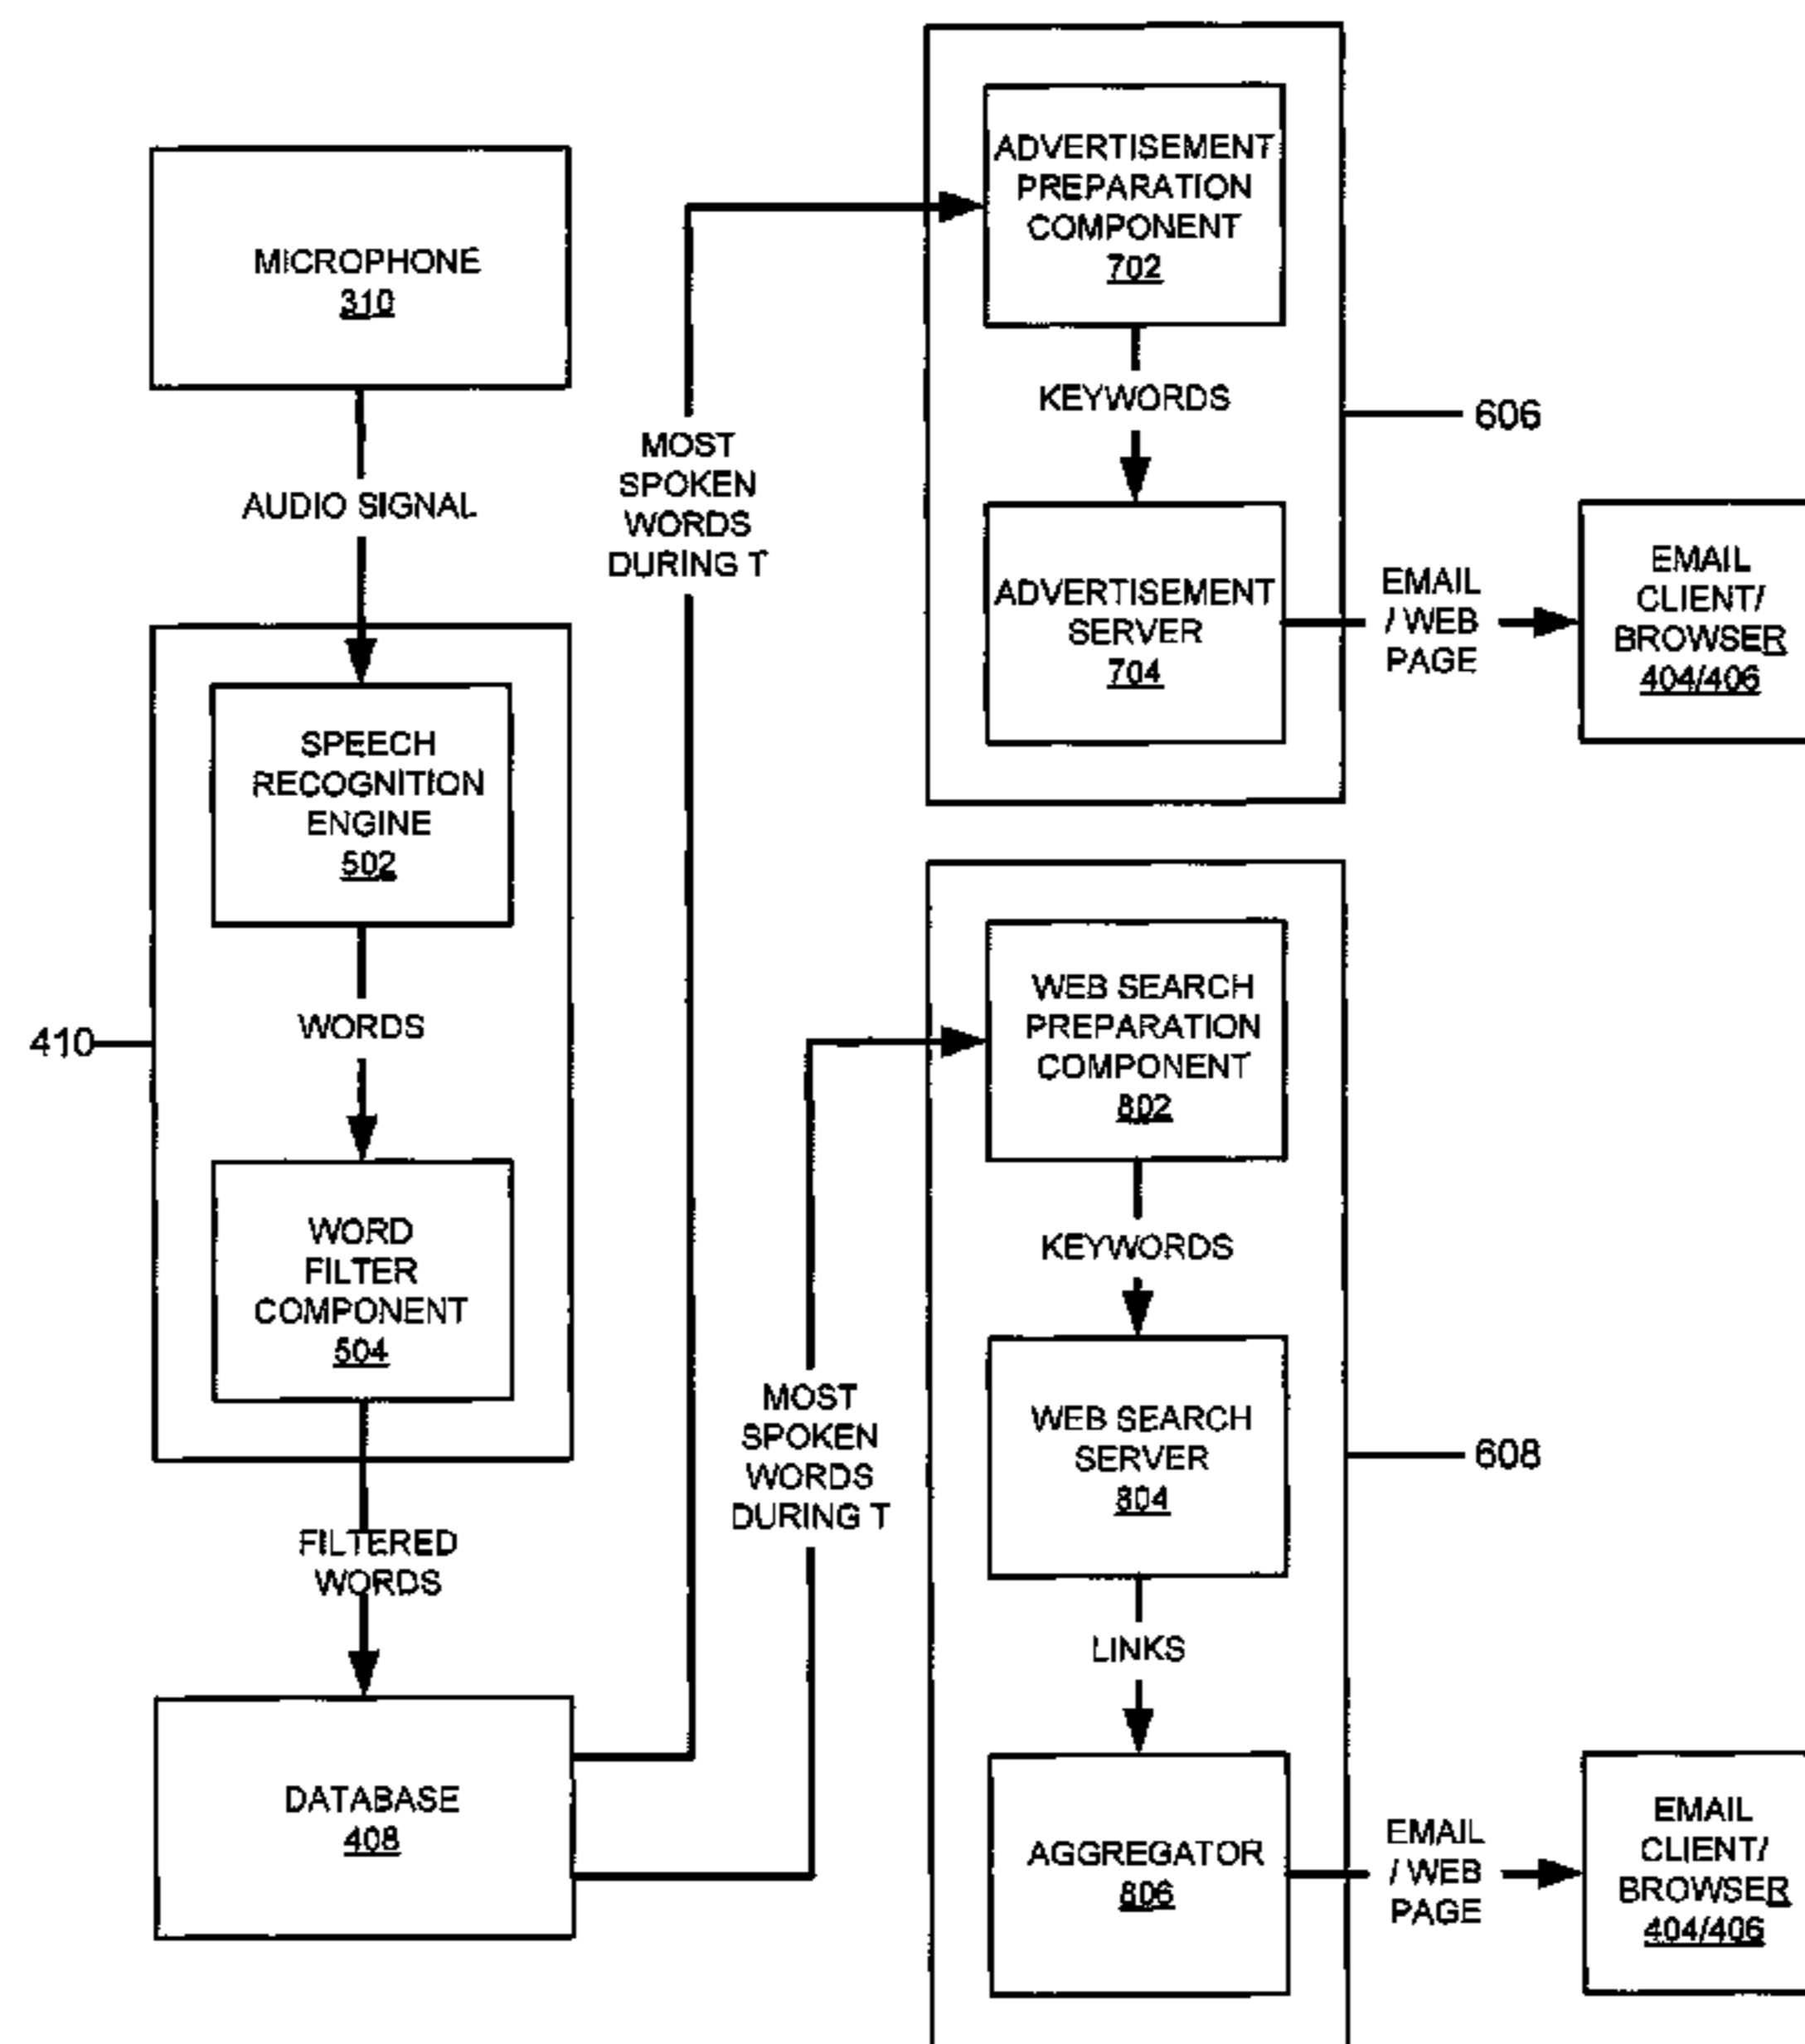 MICROPHONE
310
AUDIO SIGNAL
410
SPEECH
RECOGNITION
ENGINE
502
WORDS
WORD
FILTER
COMPONENT
504
FILTERED
WORDS
DATABASE
408
MOST
SPOKEN
WORDS
DURING T
ADVERTISEMENT
PREPARATION
COMPONENT
702
KEYWORDS
606
ADVERTISEMENT
SERVER
704
EMAIL
/ WEB
PAGE
EMAIL
CLIENT/
BROWSER
404/406
MOST
SPOKEN
WORDS
DURING T
WEB SEARCH
PREPARATION
COMPONENT
802
KEYWORDS
WEB SEARCH
SERVER
804
608
LINKS
AGGREGATOR
806
EMAIL
/ WEB
PAGE
EMAIL
CLIENT/
BROWSER
404/406